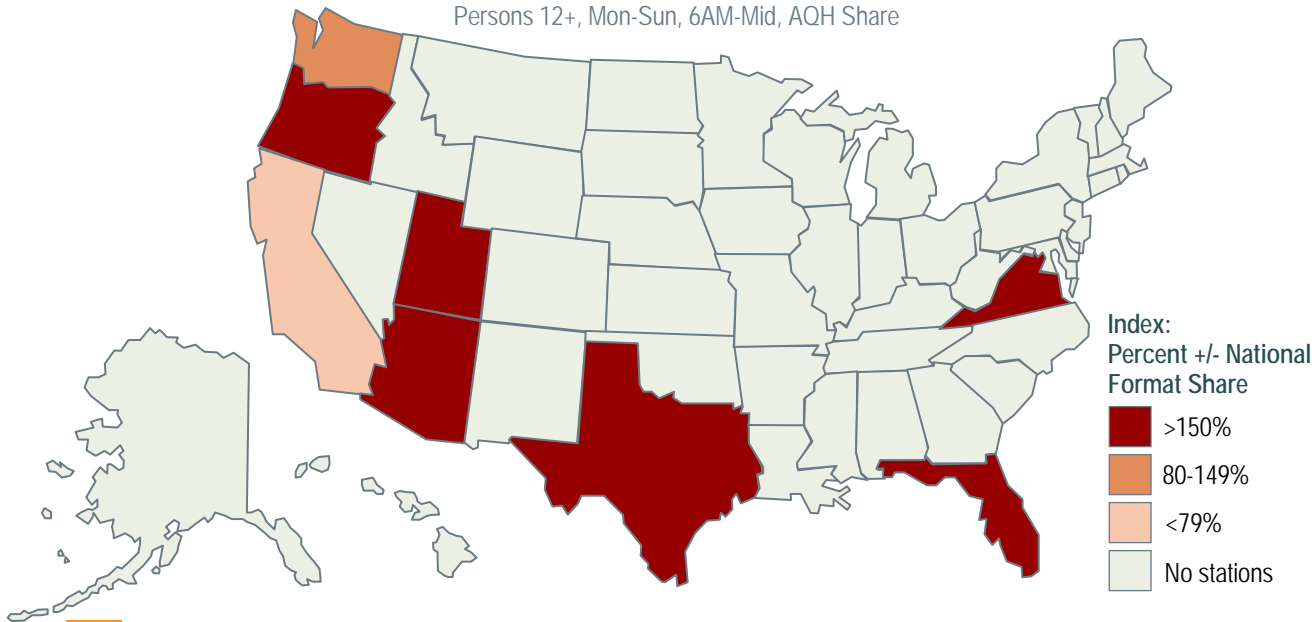 Persons 12+, Mon-Sun, 6AM-Mid, AQH Share
Index:
Percent +/- National
Format Share
>150%
80-149%
<79%
No stations